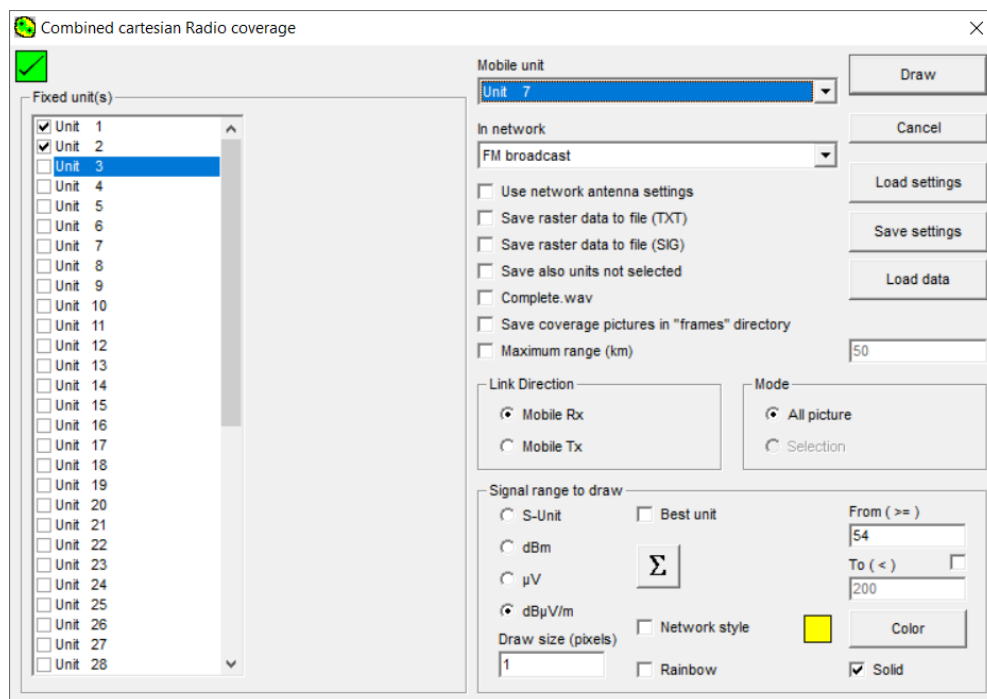 Combined cartesian Radio coverage
Fixed unit(s)
Unit 1
Unit 2
Unit 3
Unit 4
Unit 5
Unit 6
Unit 7
Unit 8
Unit 9
Unit 10
Unit 11
Unit 12
Unit 13
Unit 14
Unit 15
Unit 16
Unit 17
Unit 18
Unit 19
Unit 20
Unit 21
Unit 22
Unit 23
Unit 24
Unit 25
Unit 26
Unit 27
Unit 28
Mobile unit
Unit 7
In network
FM broadcast
Use network antenna settings
Save raster data to file (TXT)
Save raster data to file (SIG)
Save also units not selected
Complete.wav
Save coverage pictures in "frames" directory
Maximum range (km)
50
Draw
Cancel
Load settings
Save settings
Load data
Link Direction
Mobile Rx
Mobile Tx
Mode
All picture
Selection
Signal range to draw
S-Unit
dBm
µV
dBµV/m
Draw size (pixels)
1
Best unit
Σ
Network style
Rainbow
From ( >= )
54
To ( < )
200
Color
Solid